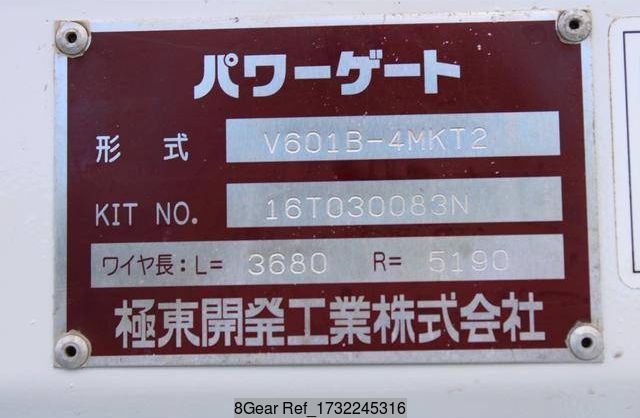 パワーゲート
形 式 V601B-4MKT2
KIT NO. 16T030083N
ワイヤ長：L= 3680 R= 5190
極東開発工業株式会社
8Gear Ref_1732245316